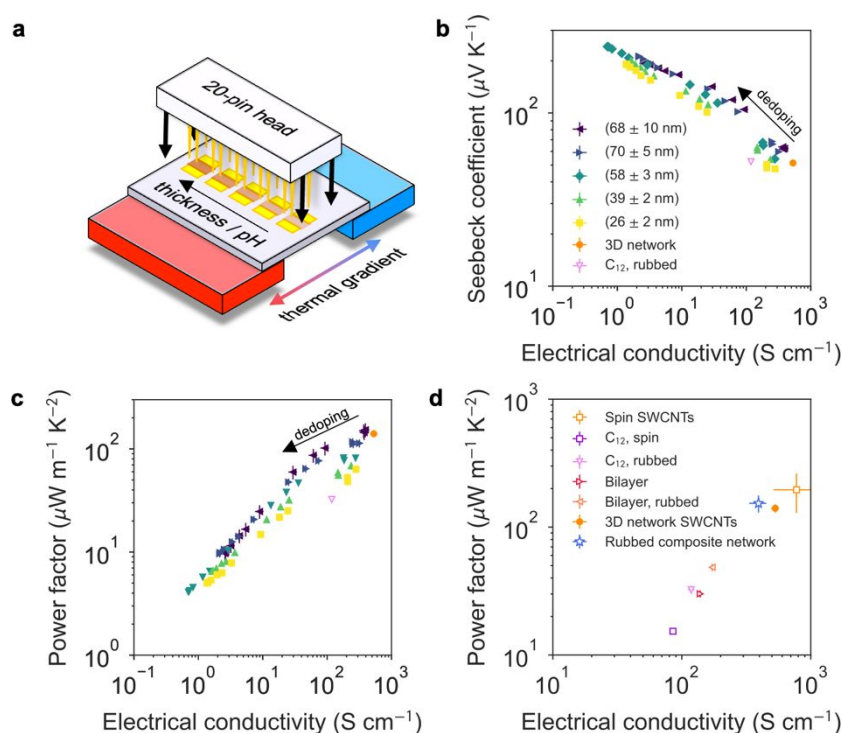 a
20-pin head
thickness / pH
thermal gradient
b
Seebeck coefficient (µV K⁻¹)
10²
10¹
dedoping
(68 ± 10 nm)
(70 ± 5 nm)
(58 ± 3 nm)
(39 ± 2 nm)
(26 ± 2 nm)
3D network
C₁₂, rubbed
10⁻¹ 10⁰ 10¹ 10² 10³
Electrical conductivity (S cm⁻¹)
c
Power factor (µW m⁻¹ K⁻²)
dedoping
10²
10¹
10⁰
10⁻¹ 10⁰ 10¹ 10² 10³
Electrical conductivity (S cm⁻¹)
d
Power factor (µW m⁻¹ K⁻²)
10³
10²
10¹
Spin SWCNTs
C₁₂, spin
C₁₂, rubbed
Bilayer
Bilayer, rubbed
3D network SWCNTs
Rubbed composite network
10¹ 10² 10³
Electrical conductivity (S cm⁻¹)